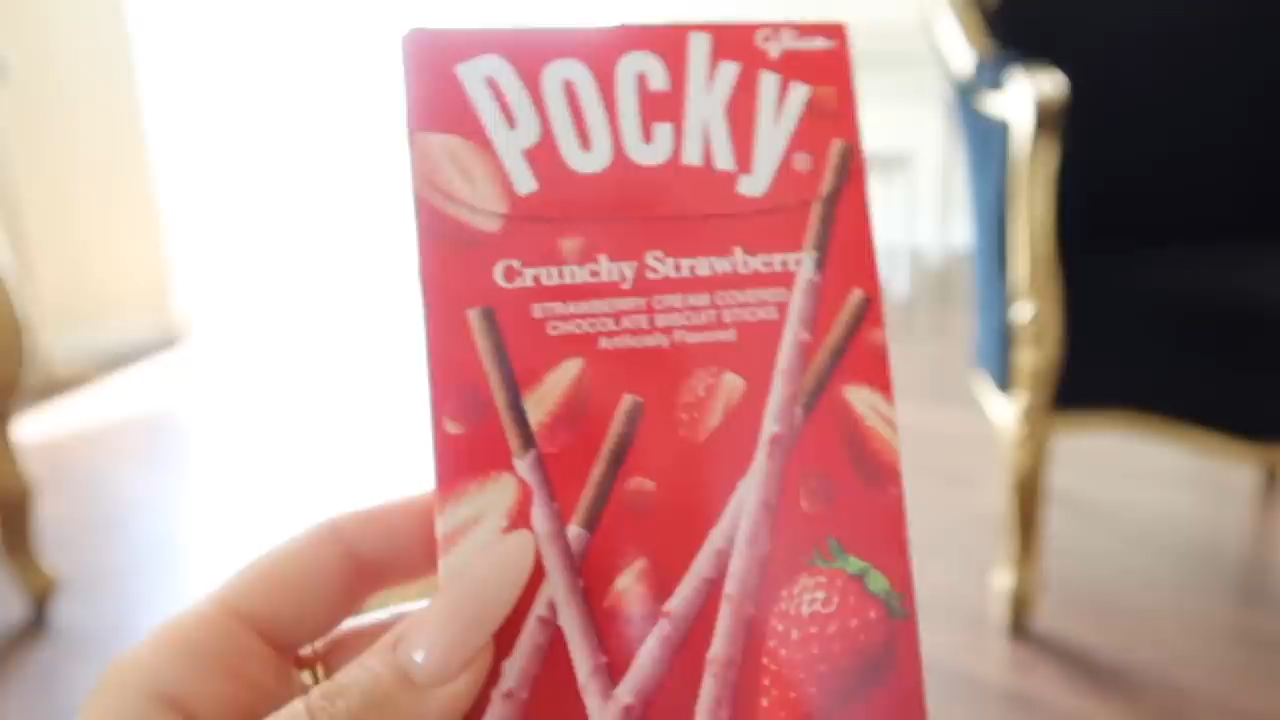 Glico
Pocky
Crunchy Strawberry
STRAWBERRY CREAM COVERED
CHOCOLATE BISCUIT STICKS
Artificially Flavored